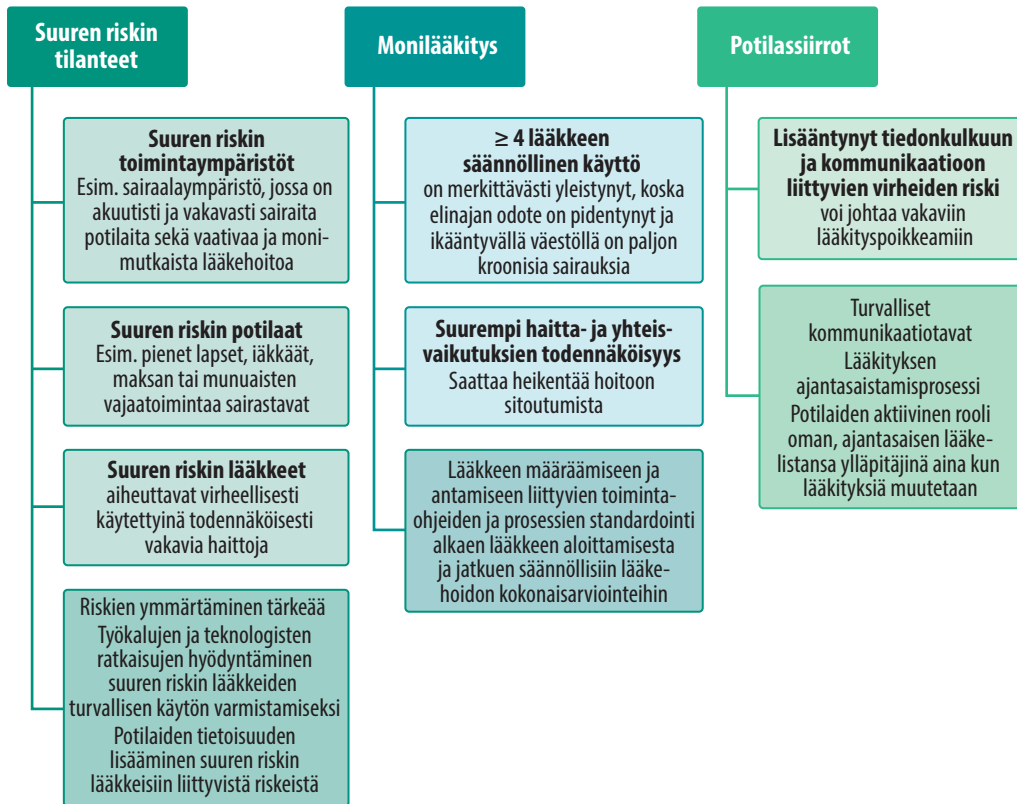 Suuren riskin
tilanteet
Suuren riskin
toimintaympäristöt
Esim. sairaalaympäristö, jossa on
akuutisti ja vakavasti sairaita
potilaita sekä vaativaa ja moni-
mutkaista lääkehoitoa
Suuren riskin potilaat
Esim. pienet lapset, iäkkäät,
maksan tai munuaisten
vajaatoimintaa sairastavat
Suuren riskin lääkkeet
aiheuttavat virheellisesti
käytettyinä todennäköisesti
vakavia haittoja
Riskien ymmärtäminen tärkeää
Työkalujen ja teknologisten
ratkaisujen hyödyntäminen
suuren riskin lääkkeiden
turvallisen käytön varmistamiseksi
Potilaiden tietoisuuden
lisääminen suuren riskin
lääkkeisiin liittyvistä riskeistä
Monilääkitys
≥ 4 lääkkeen
säännöllinen käyttö
on merkittävästi yleistynyt, koska
elinajan odote on pidentynyt ja
ikääntyvällä väestöllä on paljon
kroonisia sairauksia
Suurempi haitta- ja yhteis-
vaikutuksien todennäköisyys
Saattaa heikentää hoitoon
sitoutumista
Lääkkeen määräämiseen ja
antamiseen liittyvien toiminta-
ohjeiden ja prosessien standardointi
alkaen lääkkeen aloittamisesta
ja jatkuen säännöllisiin lääke-
hoidon kokonaisarviointeihin
Potilassiirrot
Lisääntynyt tiedonkulkuun
ja kommunikaatioon
liittyvien virheiden riski
voi johtaa vakaviin
lääkityspoikkeamiin
Turvalliset
kommunikaatiotavat
Lääkityksen
ajantasaistamisprosessi
Potilaiden aktiivinen rooli
oman, ajantasaisen lääke-
listansa ylläpitäjinä aina kun
lääkityksiä muutetaan